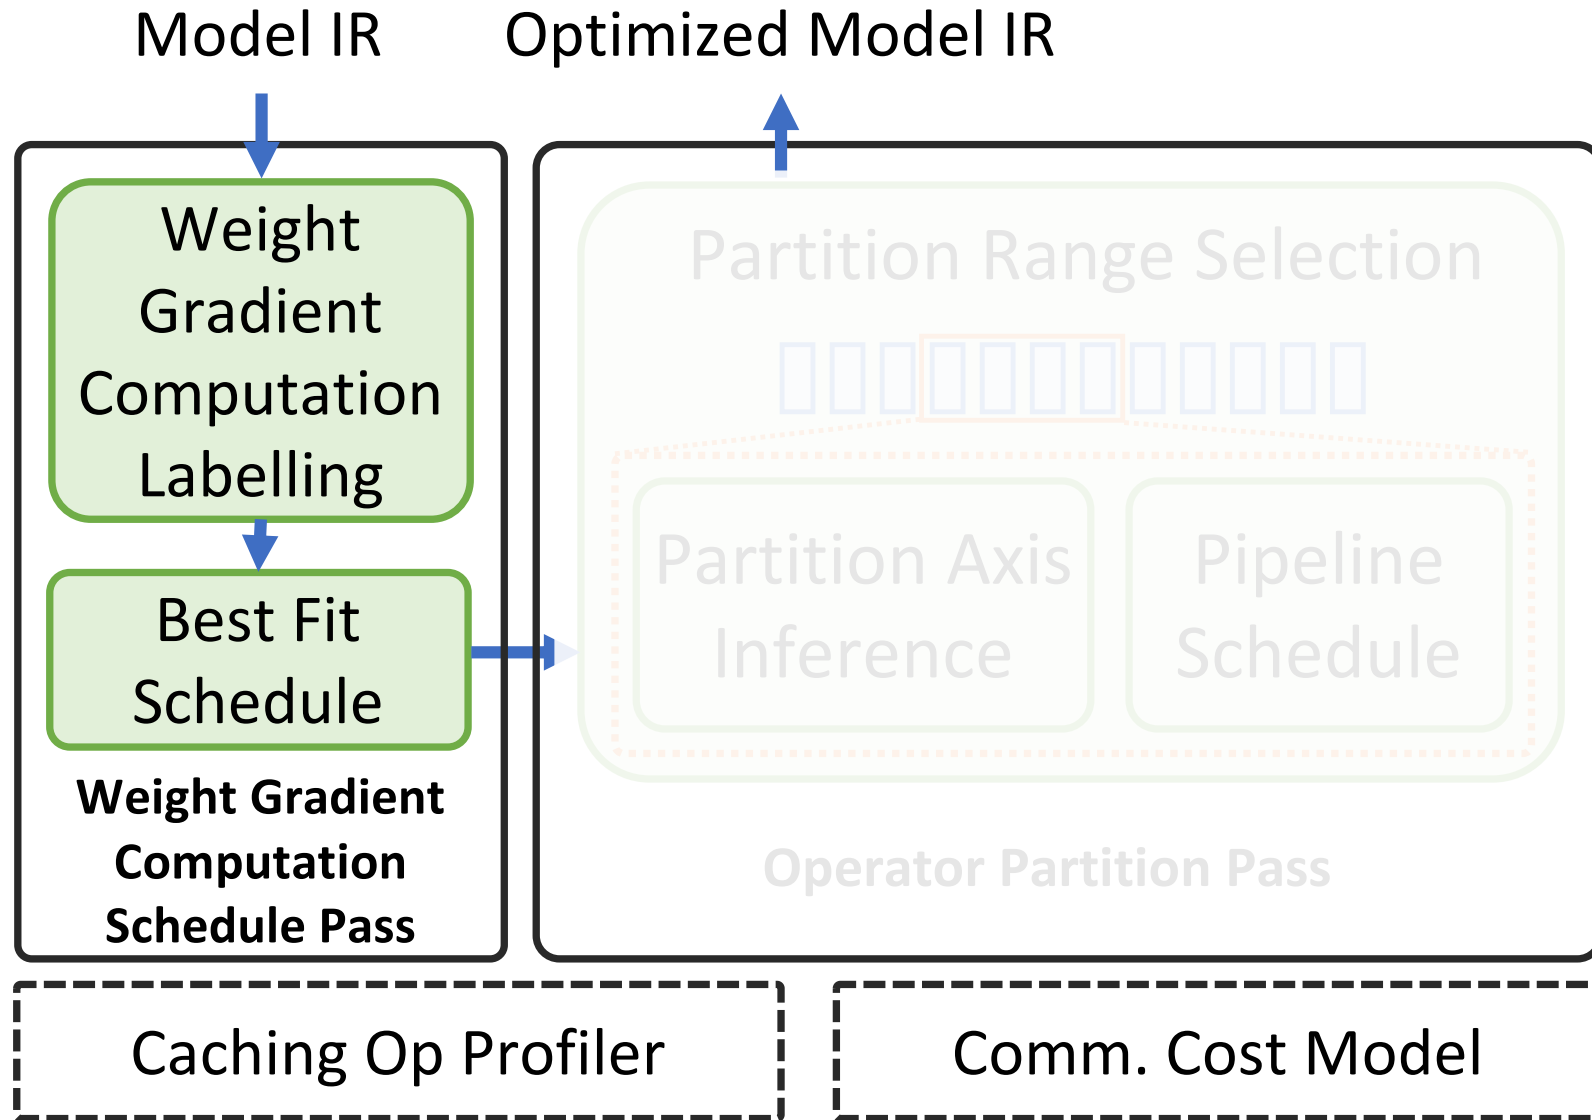 Model IR
Optimized Model IR
Weight
Gradient
Computation
Labelling
Best Fit
Schedule
Weight Gradient
Computation
Schedule Pass
Partition Range Selection
Partition Axis
Inference
Pipeline
Schedule
Operator Partition Pass
Caching Op Profiler
Comm. Cost Model